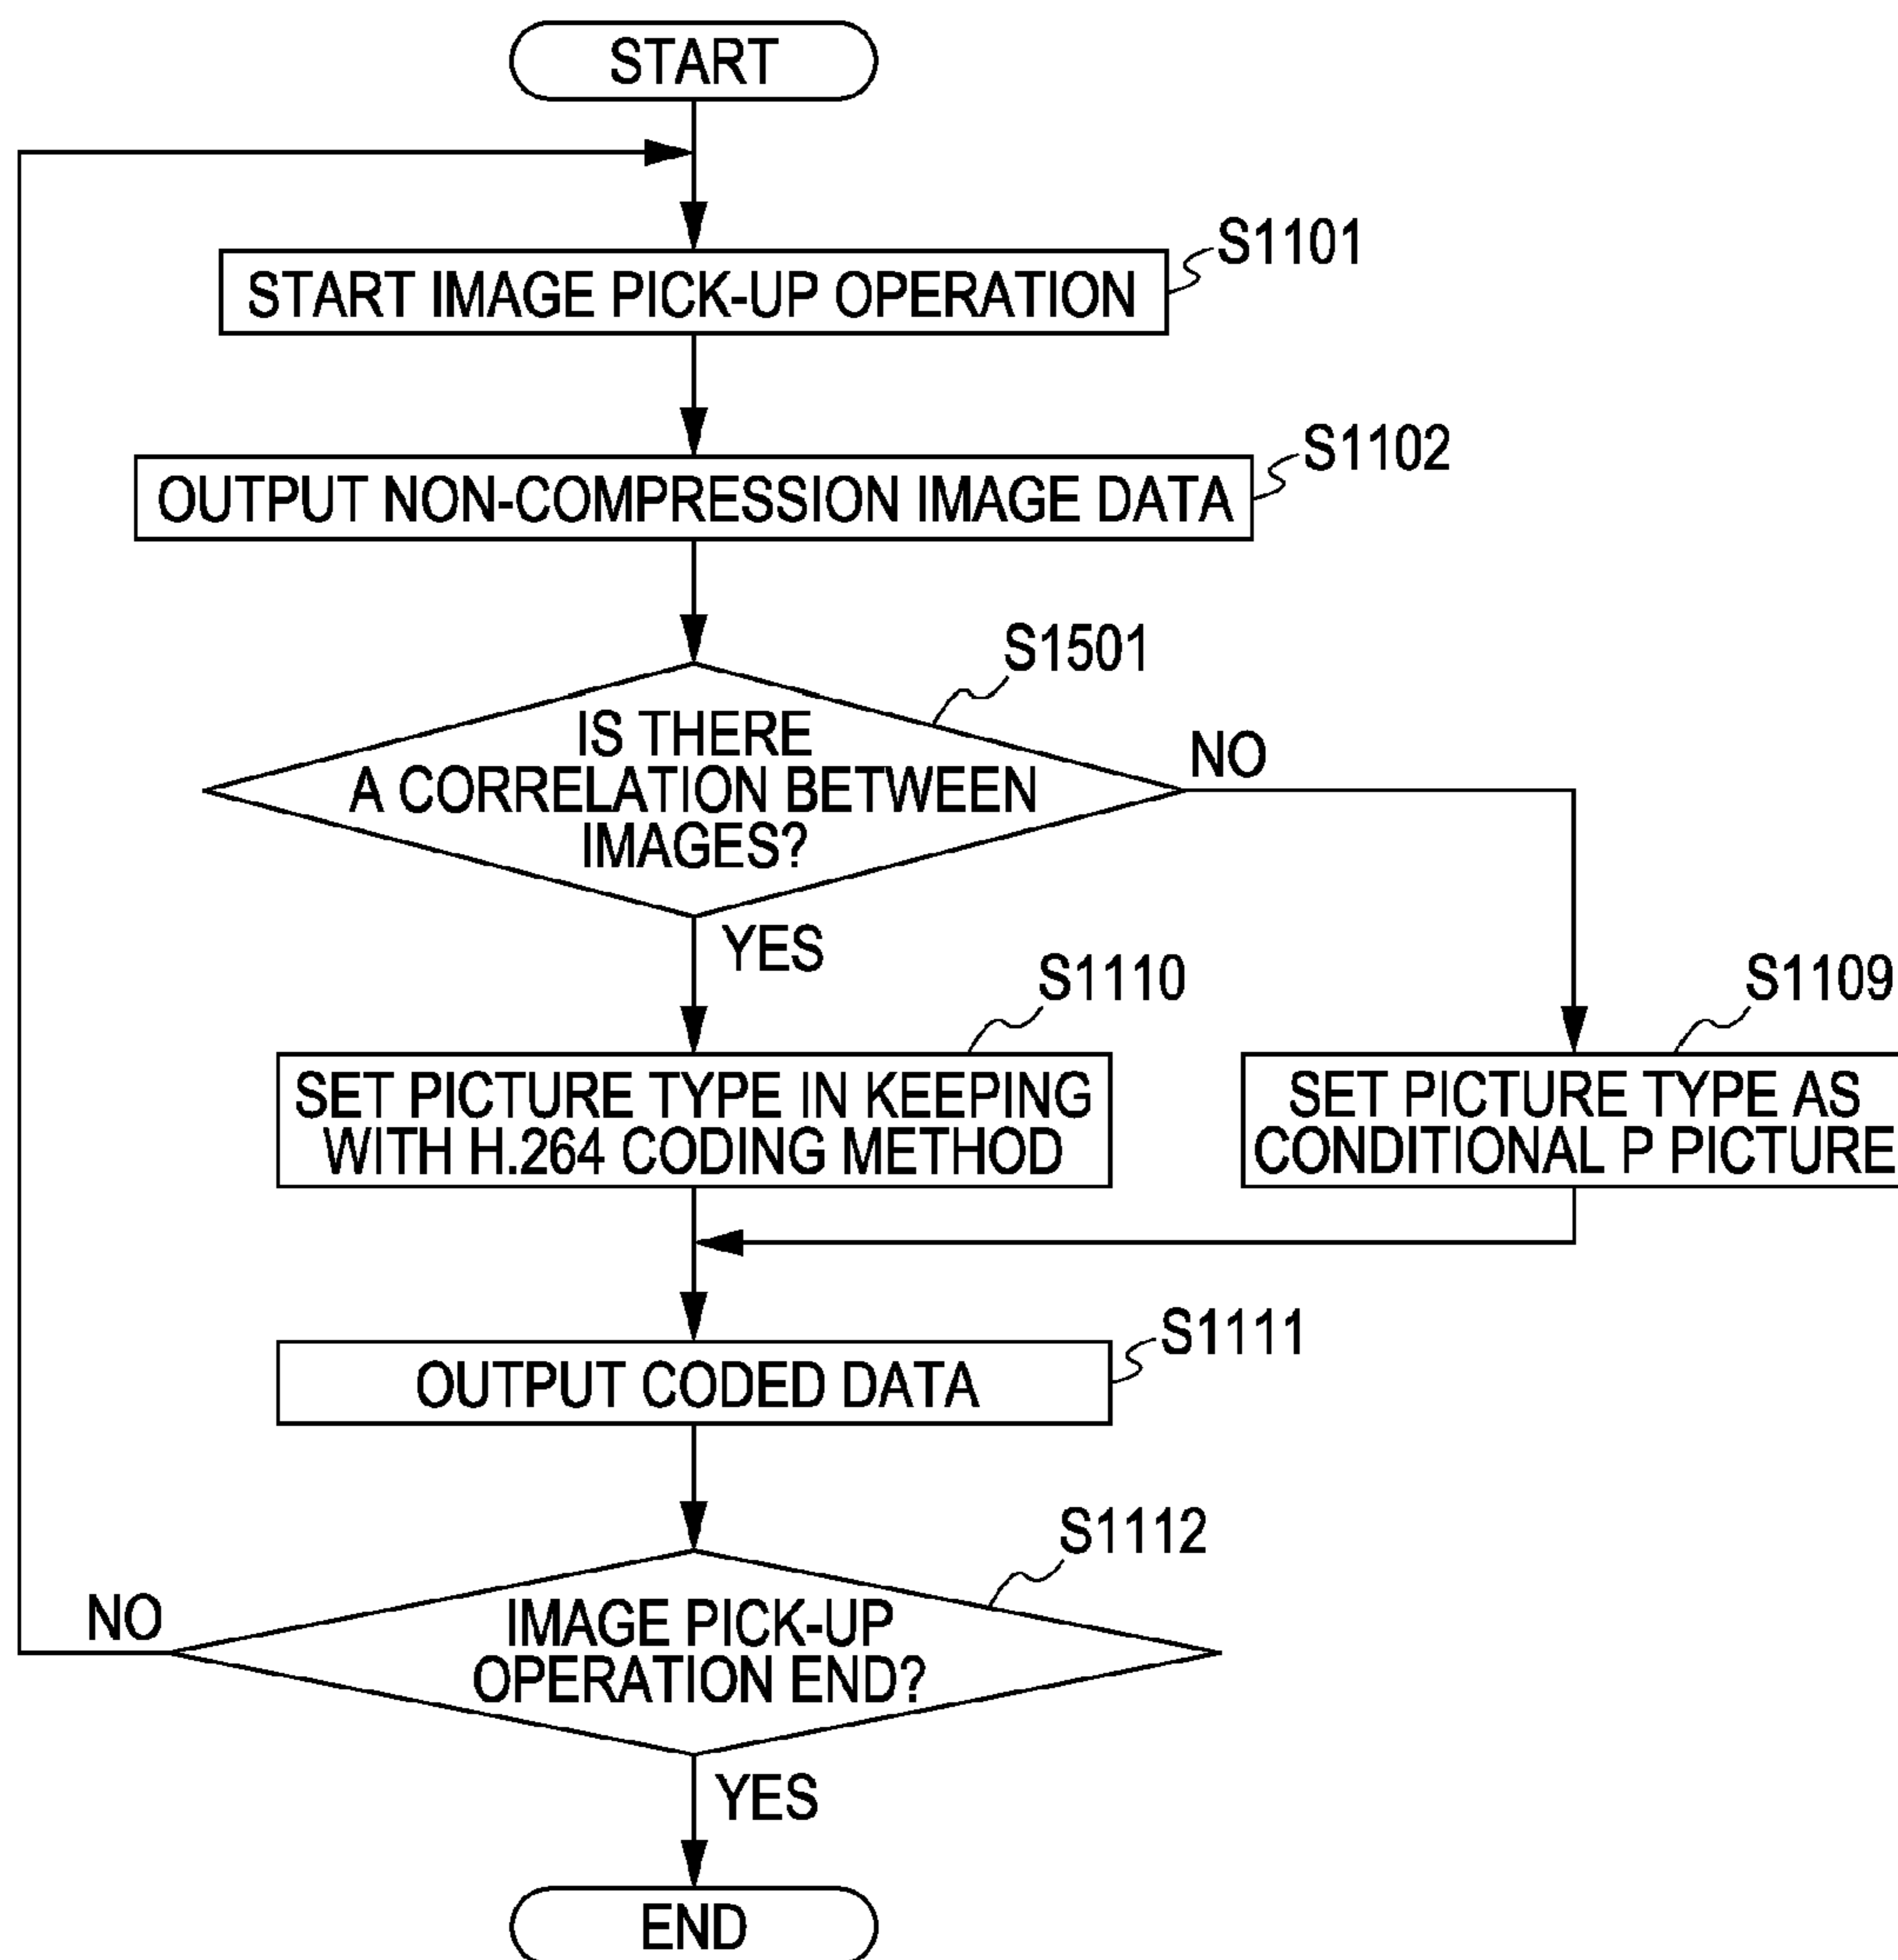 START
S1101
START IMAGE PICK-UP OPERATION
S1102
OUTPUT NON-COMPRESSION IMAGE DATA
S1501
IS THERE
A CORRELATION BETWEEN
IMAGES?
NO
YES
S1110
S1109
SET PICTURE TYPE IN KEEPING
WITH H.264 CODING METHOD
SET PICTURE TYPE AS
CONDITIONAL P PICTURE
S1111
OUTPUT CODED DATA
S1112
NO
IMAGE PICK-UP
OPERATION END?
YES
END